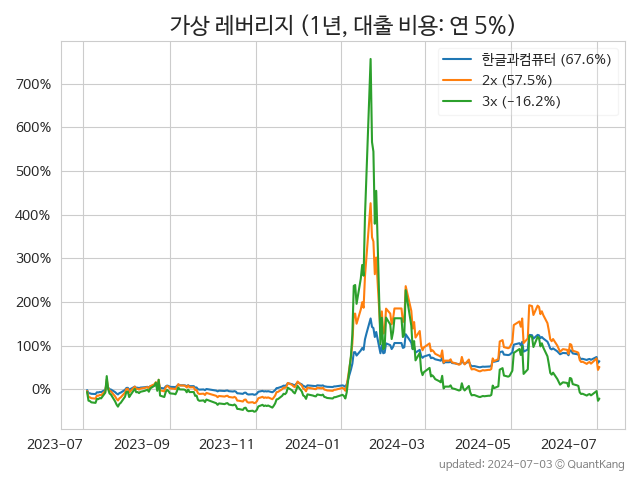 가상 레버리지 (1년, 대출 비용: 연 5%)
한글과컴퓨터 (67.6%)
2x (57.5%)
3x (-16.2%)
700%
600%
500%
400%
300%
200%
100%
0%
2023-07 2023-09 2023-11 2024-01 2024-03 2024-05 2024-07
updated: 2024-07-03 © QuantKang